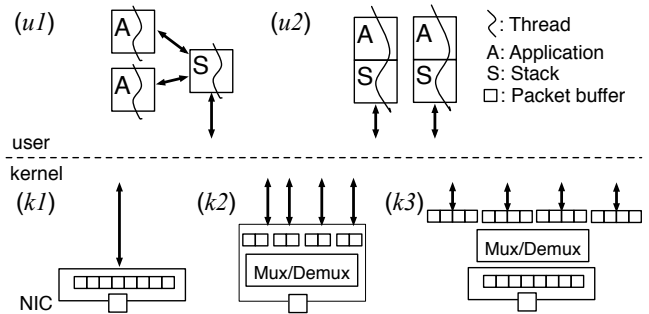 (u1)
A
A
S
(u2)
A
S
A
S
: Thread
A: Application
S: Stack
: Packet buffer
user
kernel
(k1)
(k2)
(k3)
Mux/Demux
Mux/Demux
NIC